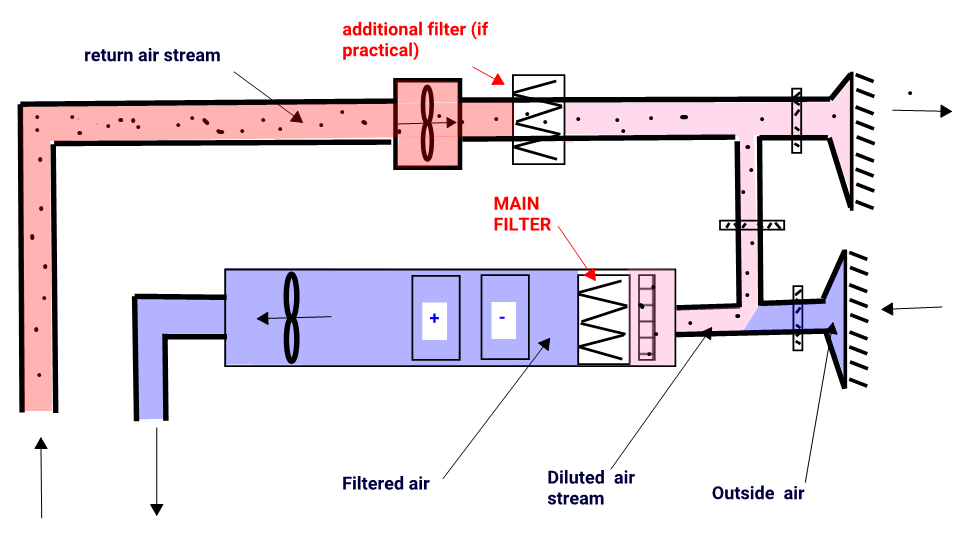 additional filter (if
practical)
return air stream
MAIN
FILTER
+
-
Filtered air
Diluted air
stream
Outside air